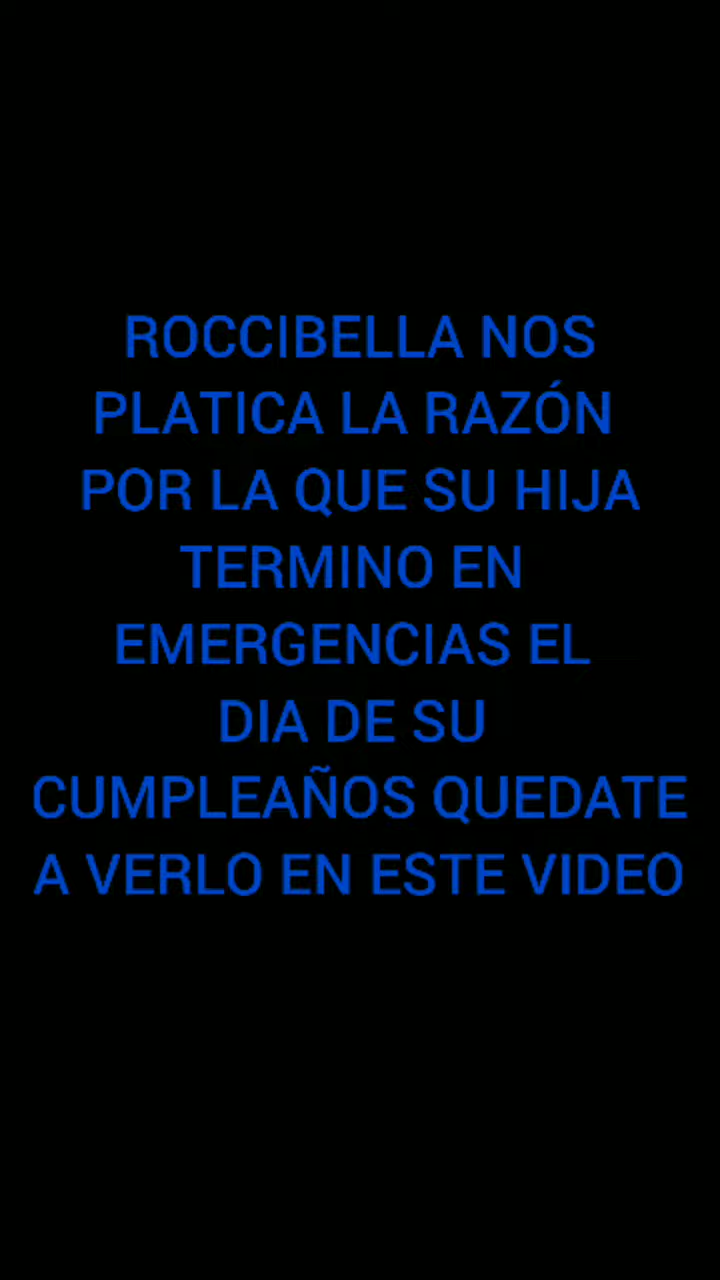 ROCCIBELLA NOS
PLATICA LA RAZÓN
POR LA QUE SU HIJA
TERMINO EN
EMERGENCIAS EL
DIA DE SU
CUMPLEAÑOS QUEDATE
A VERLO EN ESTE VIDEO